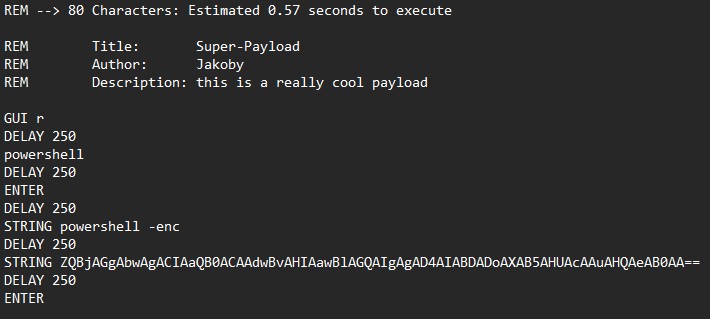 REM --> 80 Characters: Estimated 0.57 seconds to execute
REM Title: Super-Payload
REM Author: Jakoby
REM Description: this is a really cool payload
GUI r
DELAY 250
powershell
DELAY 250
ENTER
DELAY 250
STRING powershell -enc
DELAY 250
STRING ZQBjAGgAbwAgACIAaQB0ACAAdwBvAHIAawBlAGQAIgAgAD4AIABDADoAXAB5AHUAcAAuAHQAeAB0AA==
DELAY 250
ENTER